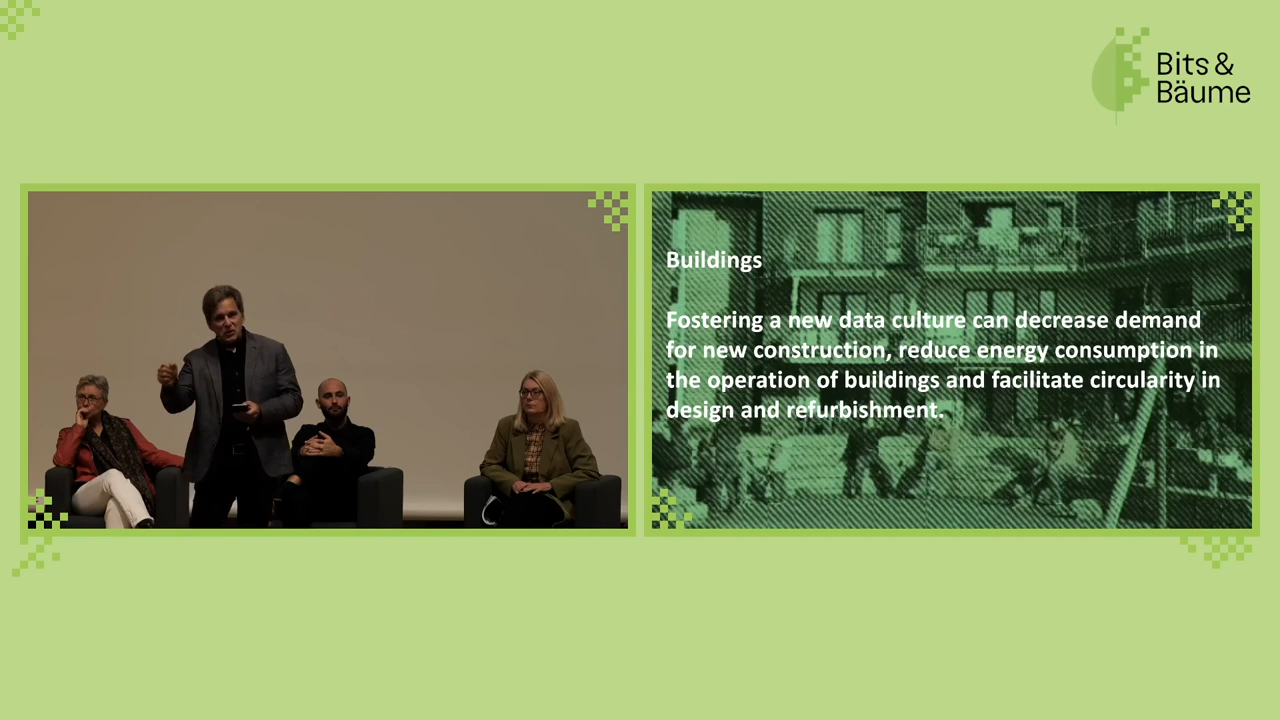 Bits &
Bäume
Buildings
Fostering a new data culture can decrease demand
for new construction, reduce energy consumption in
the operation of buildings and facilitate circularity in
design and refurbishment.